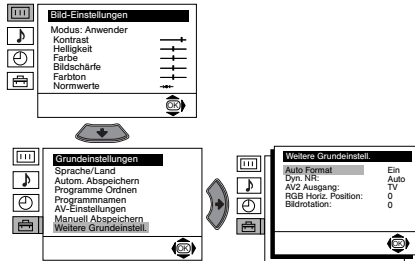 Bild-Einstellungen
Modus: Anwender
Kontrast
Helligkeit
Farbe
Bildschärfe
Farbton
Normwerte
OK
Grundeinstellungen
Sprache/Land
Autom. Abspeichern
Programme Ordnen
Programmnamen
AV-Einstellungen
Manuell Abspeichern
Weitere Grundeinstell.
OK
Weitere Grundeinstell.
Auto Format Ein
Dyn. NR: Auto
AV2 Ausgang: TV
RGB Horiz. Position: 0
Bildrotation: 0
OK